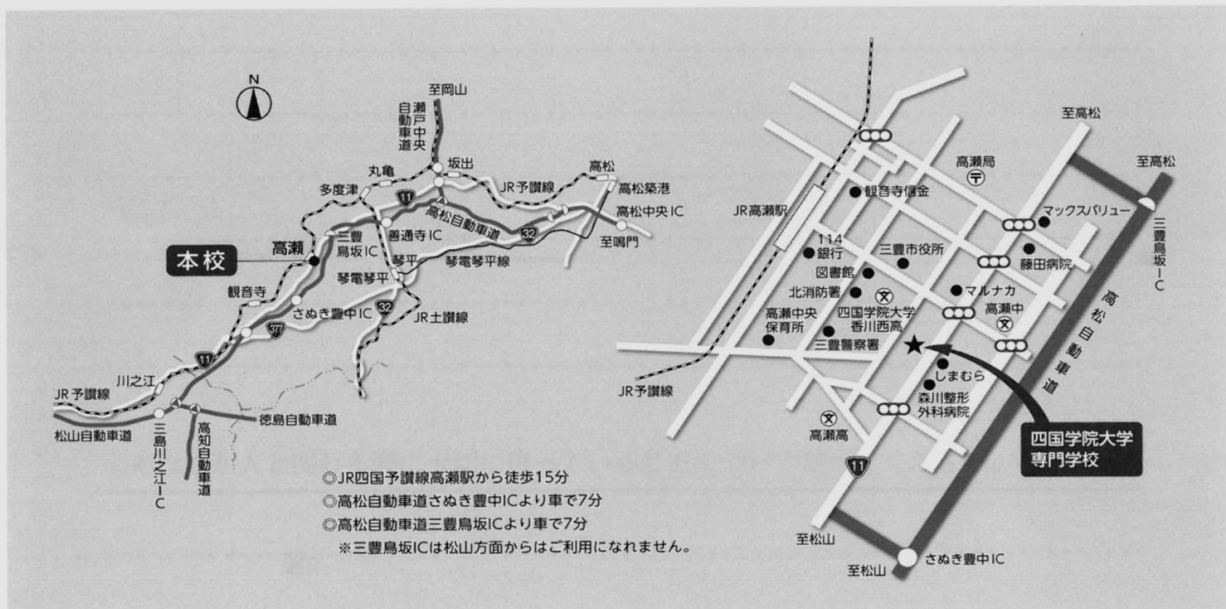 N
至岡山
瀬戸中央
自動車道
坂出
丸亀
多度津
JR予讃線
高松
高松築港
高松中央IC
至鳴門
11
高松自動車道
32
善通寺IC
三豊
鳥坂IC
高瀬
本校
琴平
琴電琴平
琴電琴平線
観音寺
さぬき豊中IC
32
JR土讃線
377
11
川之江
JR予讃線
松山自動車道
三島川之江IC
高知自動車道
徳島自動車道
◎JR四国予讃線高瀬駅から徒歩15分
◎高松自動車道さぬき豊中ICより車で7分
◎高松自動車道三豊鳥坂ICより車で7分
※三豊鳥坂ICは松山方面からはご利用になれません。
至高松
至高松
高瀬局
〒
観音寺信金
JR高瀬駅
マックスバリュー
三豊鳥坂IC
114
銀行
三豊市役所
藤田病院
図書館
マルナカ
北消防署
文
高瀬中
文
高瀬中央
保育所
四国学院大学
香川西高
三豊警察署
高松自動車道
しまむら
JR予讃線
森川整形
外科病院
文
高瀬高
四国学院大学
専門学校
11
至松山
さぬき豊中IC
至松山